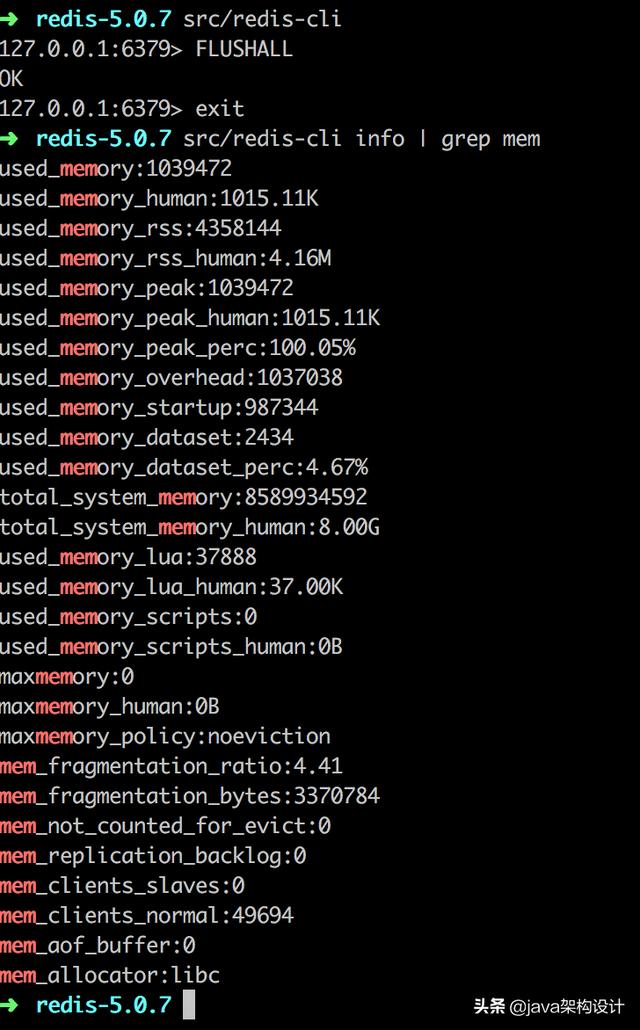 ➜ redis-5.0.7 src/redis-cli
127.0.0.1:6379> FLUSHALL
OK
127.0.0.1:6379> exit
➜ redis-5.0.7 src/redis-cli info | grep mem
used_memory:1039472
used_memory_human:1015.11K
used_memory_rss:4358144
used_memory_rss_human:4.16M
used_memory_peak:1039472
used_memory_peak_human:1015.11K
used_memory_peak_perc:100.05%
used_memory_overhead:1037038
used_memory_startup:987344
used_memory_dataset:2434
used_memory_dataset_perc:4.67%
total_system_memory:8589934592
total_system_memory_human:8.00G
used_memory_lua:37888
used_memory_lua_human:37.00K
used_memory_scripts:0
used_memory_scripts_human:0B
maxmemory:0
maxmemory_human:0B
maxmemory_policy:noeviction
mem_fragmentation_ratio:4.41
mem_fragmentation_bytes:3370784
mem_not_counted_for_evict:0
mem_replication_backlog:0
mem_clients_slaves:0
mem_clients_normal:49694
mem_aof_buffer:0
mem_allocator:libc
➜ redis-5.0.7
头条 @java架构设计